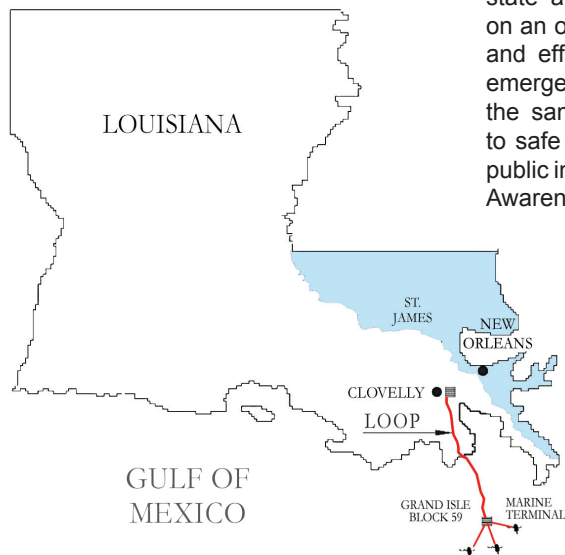 state a
on an o
and eff
emerge
the san
to safe
public in
Awaren
LOUISIANA
ST.
JAMES
NEW
ORLEANS
CLOVELLY
LOOP
GULF OF
MEXICO
GRAND ISLE
BLOCK 59
MARINE
TERMINAL